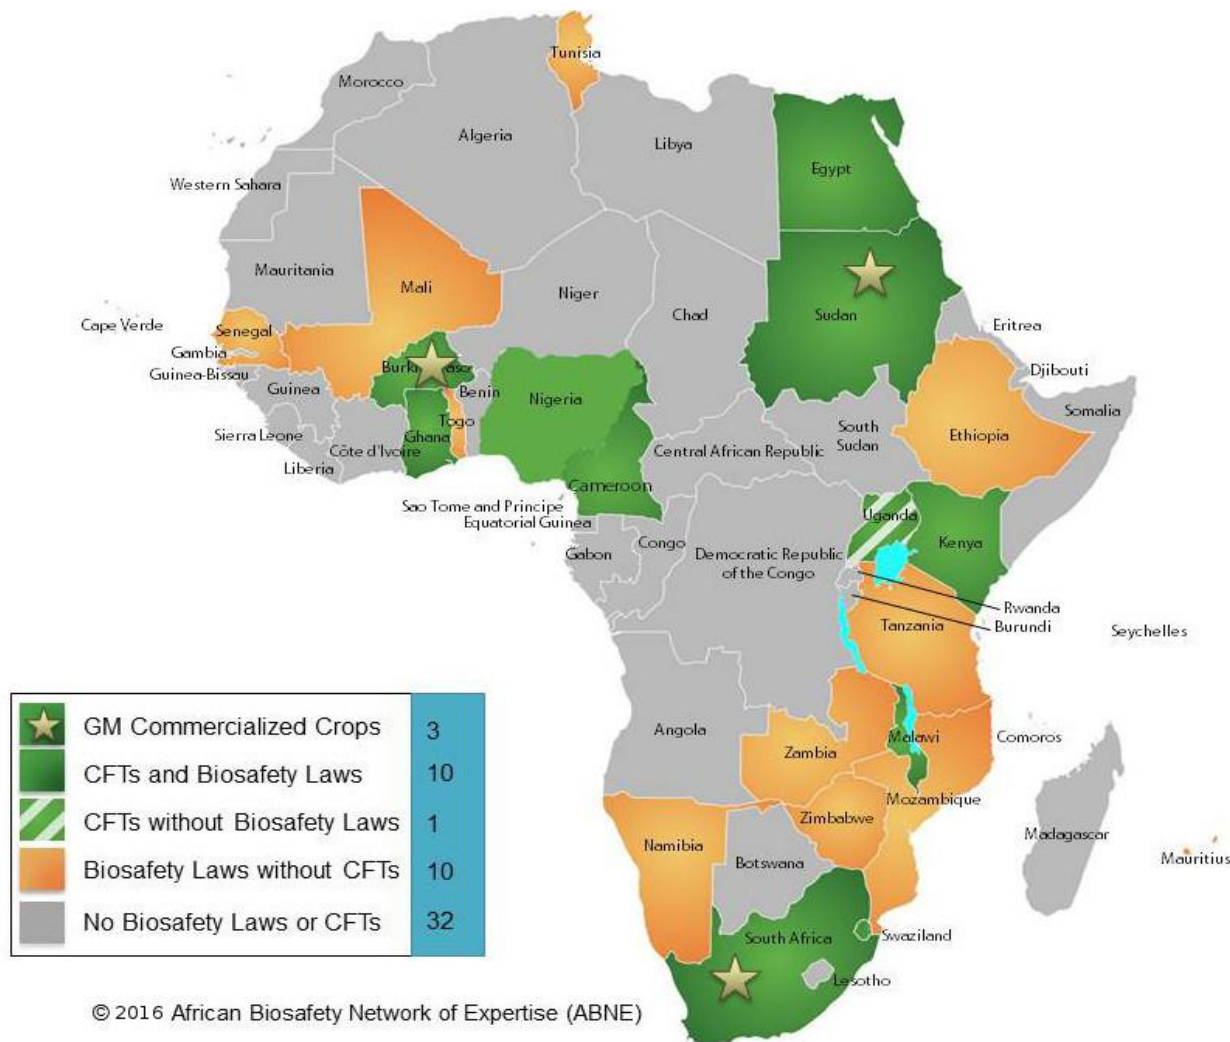 Tunisia
Morocco
Algeria
Libya
Egypt
Western Sahara
Mauritania
Mali
Niger
Chad
Sudan
Eritrea
Cape Verde
Senegal
Gambia
Guinea-Bissau
Guinea
Burki aso
Benin
Djibouti
Somalia
Nigeria
Togo
Ghana
Sierra Leone
Côte d'Ivoire
Liberia
Central African Republic
South
Sudan
Ethiopia
Cameroon
Sao Tome and Principe
Equatorial Guinea
Uganda
Kenya
Gabon
Congo
Democratic Republic
of the Congo
Rwanda
Burundi
Tanzania
Seychelles
Angola
Zambia
Malawi
Comoros
Mozambique
Zimbabwe
Namibia
Botswana
Madagascar
Mauritius
South Africa
Swaziland
Lesotho
GM Commercialized Crops 3
CFTs and Biosafety Laws 10
CFTs without Biosafety Laws 1
Biosafety Laws without CFTs 10
No Biosafety Laws or CFTs 32
© 2016 African Biosafety Network of Expertise (ABNE)